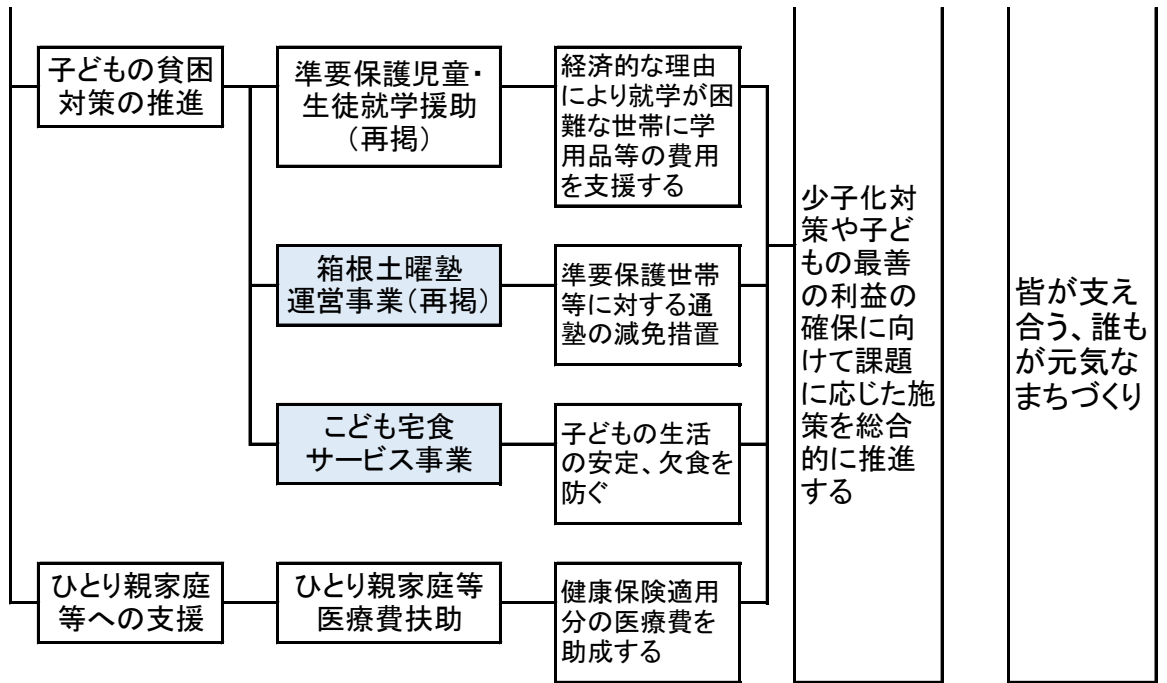 子どもの貧困
対策の推進
準要保護児童・
生徒就学援助
（再掲）
経済的な理由
により就学が困
難な世帯に学
用品等の費用
を支援する
箱根土曜塾
運営事業（再掲）
準要保護世帯
等に対する通
塾の減免措置
こども宅食
サービス事業
子どもの生活
の安定、欠食を
防ぐ
ひとり親家庭
等への支援
ひとり親家庭等
医療費扶助
健康保険適用
分の医療費を
助成する
少子化対
策や子ど
もの最善
の利益の
確保に向
けて課題
に応じた施
策を総合
的に推進
する
皆が支え
合う、誰も
が元気な
まちづくり